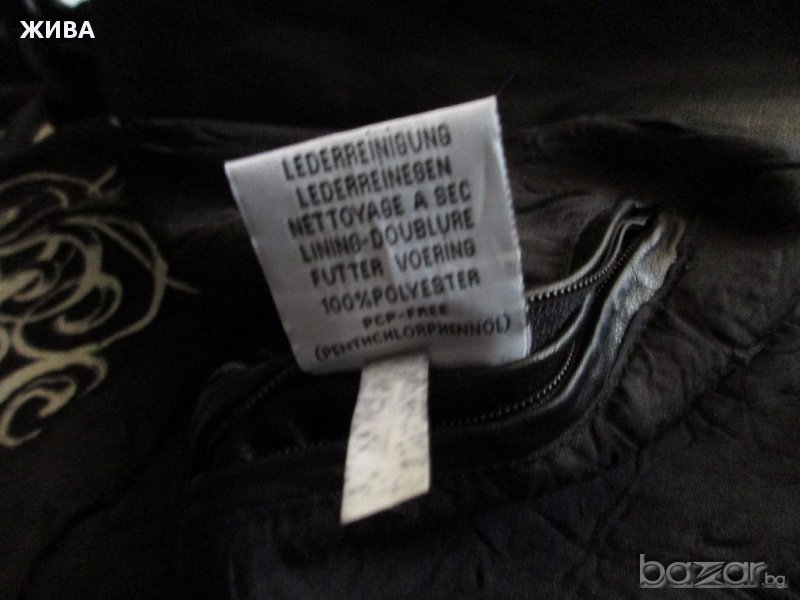 ЖИВА
LEDERREINIGUNG
LEDERREINEGEN
NETTOYAGE A SEC
LINING-DOUBLURE
FUTTER VOERING
100%POLYESTER
PCP-FREE
(PENTHCHLORPHENNOL)
bazar.bg